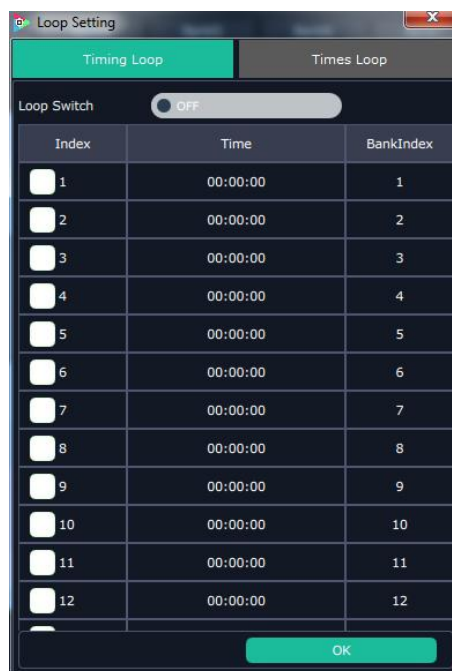 Loop Setting
X
Timing Loop Times Loop
Loop Switch OFF
Index Time BankIndex
1 00:00:00 1
2 00:00:00 2
3 00:00:00 3
4 00:00:00 4
5 00:00:00 5
6 00:00:00 6
7 00:00:00 7
8 00:00:00 8
9 00:00:00 9
10 00:00:00 10
11 00:00:00 11
12 00:00:00 12
OK